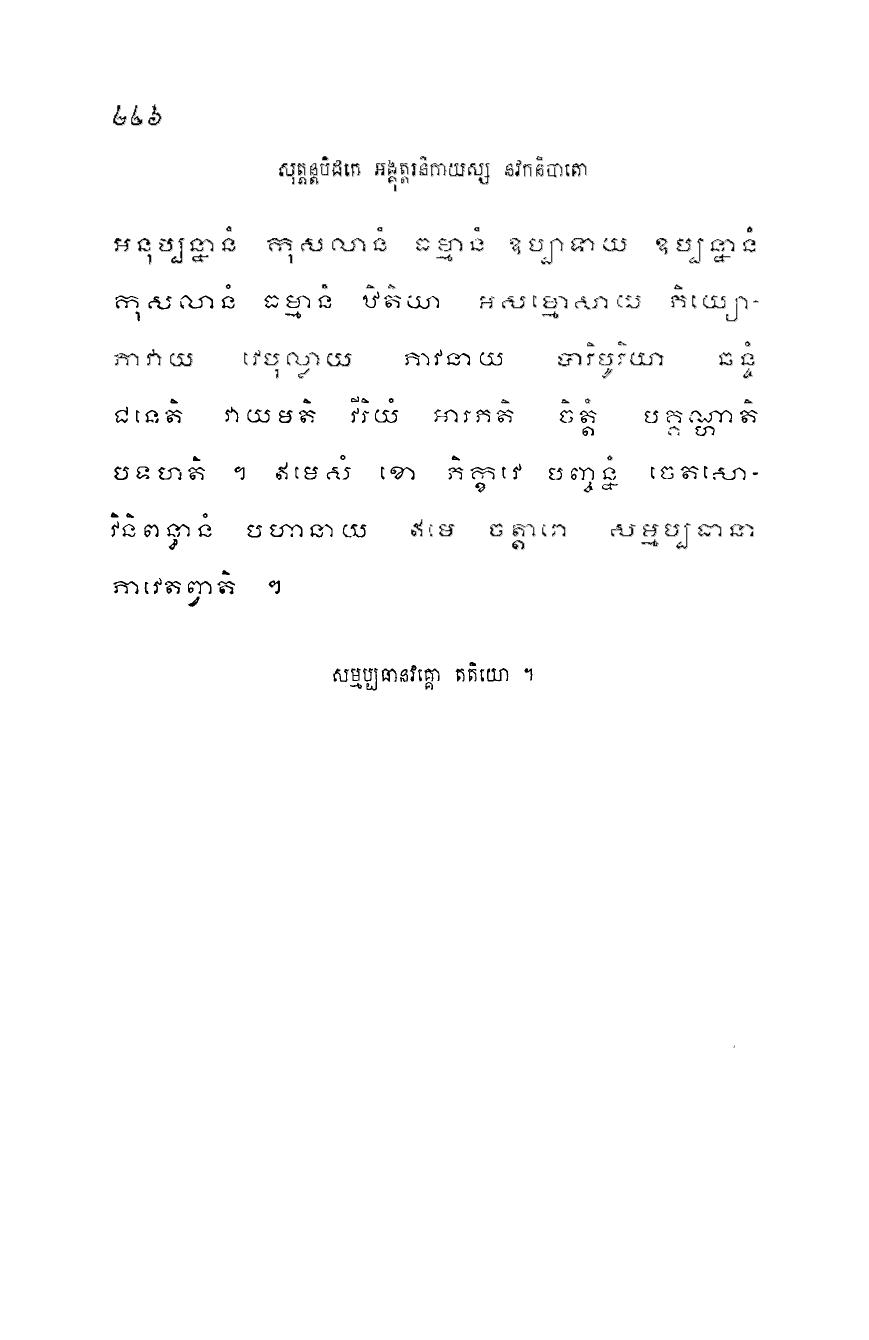 ៤៤៦
សុត្តន្តបិដកេ អង្គុត្តរនិកាយស្ស នវកនិបាតោ
អនុប្បន្នានំ កុសលានំ ធម្មានំ ឧប្បាទាយ ឧប្បន្នានំ
កុសលានំ ធម្មានំ ឋិតិយា អសម្មោសាយ ភិយ្យោ-
ភាវាយ វេបុល្លាយ ភាវនាយ បារិបូរិយា ឆន្ទំ
ជនេតិ វាយមតិ វីរិយំ អារភតិ ចិត្តំ បគ្គណ្ហាតិ
បទហតិ ។ ឥមេសំ ខោ ភិក្ខវេ បញ្ចន្នំ ចេតសោ-
វិនិពន្ធានំ បហានាយ ឥមេ ចត្តារោ សម្មប្បធានា
ភាវេតព្វាតិ ។
សម្មប្បធានវគ្គោ តតិយោ ។